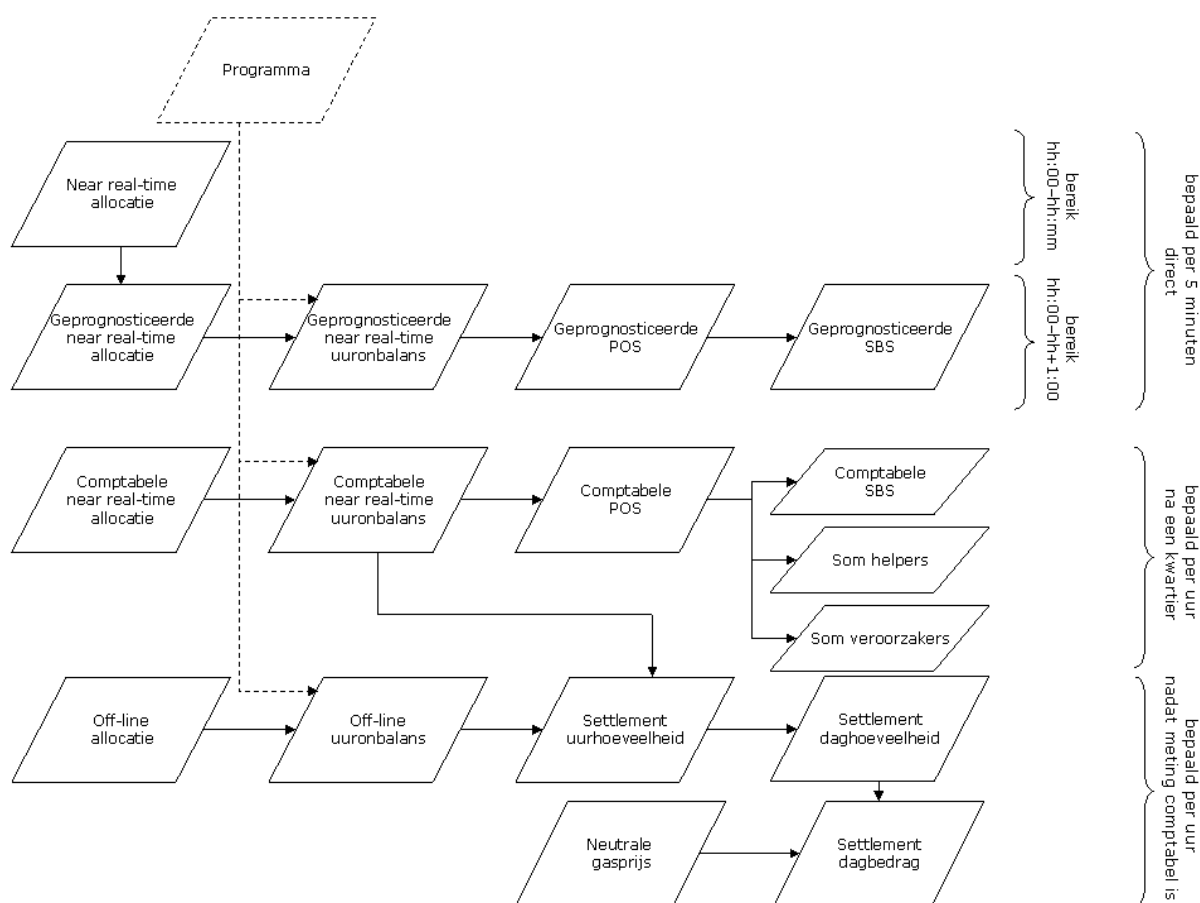 Programma
Near real-time
allocatie
bereik
hh:00-hh:mm
bepaald per 5 minuten
direct
Geprognosticeerde
near real-time
allocatie
Geprognosticeerde
near real-time
uuronbalans
Geprognosticeerde
POS
Geprognosticeerde
SBS
bereik
hh:00-hh+1:00
Comptabele
near real-time
allocatie
Comptabele
near real-time
uuronbalans
Comptabele
POS
Comptabele
SBS
Som helpers
Som veroorzakers
bepaald per uur
na een kwartier
Off-line
allocatie
Off-line
uuronbalans
Settlement
uurhoeveelheid
Settlement
daghoeveelheid
Neutrale
gasprijs
Settlement
dagbedrag
bepaald per uur
nadat meting comptabel is